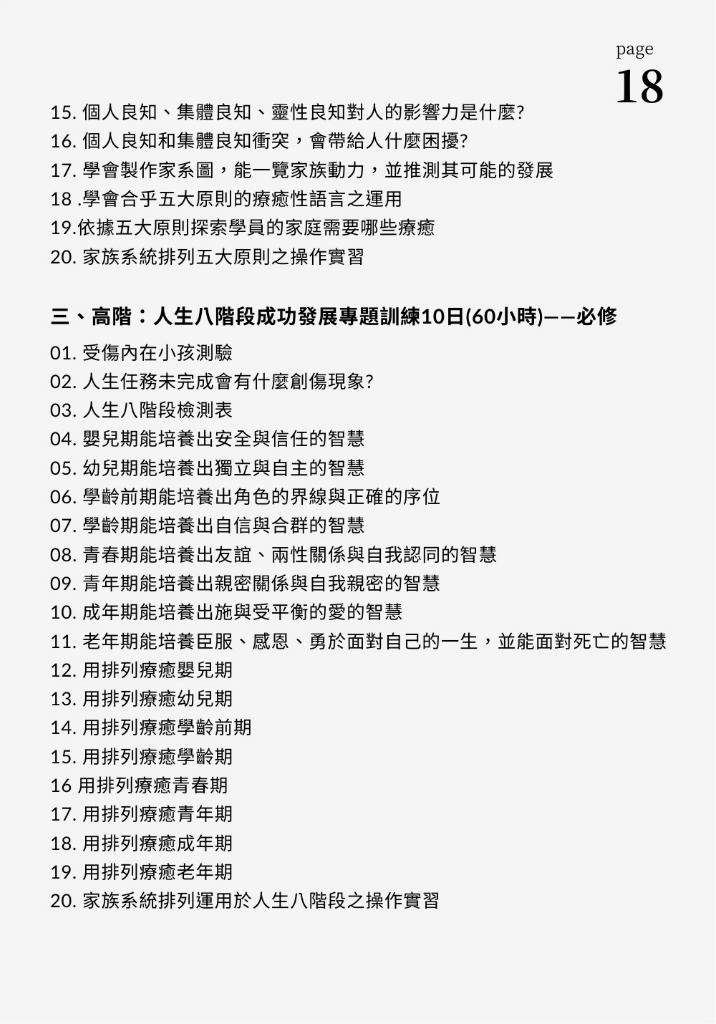 page
18
15. 個人良知、集體良知、靈性良知對人的影響力是什麼?
16. 個人良知和集體良知衝突，會帶給人什麼困擾?
17. 學會製作家系圖，能一覽家族動力，並推測其可能的發展
18 .學會合乎五大原則的療癒性語言之運用
19.依據五大原則探索學員的家庭需要哪些療癒
20. 家族系統排列五大原則之操作實習
三、高階：人生八階段成功發展專題訓練10日(60小時)——必修
01. 受傷內在小孩測驗
02. 人生任務未完成會有什麼創傷現象?
03. 人生八階段檢測表
04. 嬰兒期能培養出安全與信任的智慧
05. 幼兒期能培養出獨立與自主的智慧
06. 學齡前期能培養出角色的界線與正確的序位
07. 學齡期能培養出自信與合群的智慧
08. 青春期能培養出友誼、兩性關係與自我認同的智慧
09. 青年期能培養出親密關係與自我親密的智慧
10. 成年期能培養出施與受平衡的愛的智慧
11. 老年期能培養臣服、感恩、勇於面對自己的一生，並能面對死亡的智慧
12. 用排列療癒嬰兒期
13. 用排列療癒幼兒期
14. 用排列療癒學齡前期
15. 用排列療癒學齡期
16 用排列療癒青春期
17. 用排列療癒青年期
18. 用排列療癒成年期
19. 用排列療癒老年期
20. 家族系統排列運用於人生八階段之操作實習